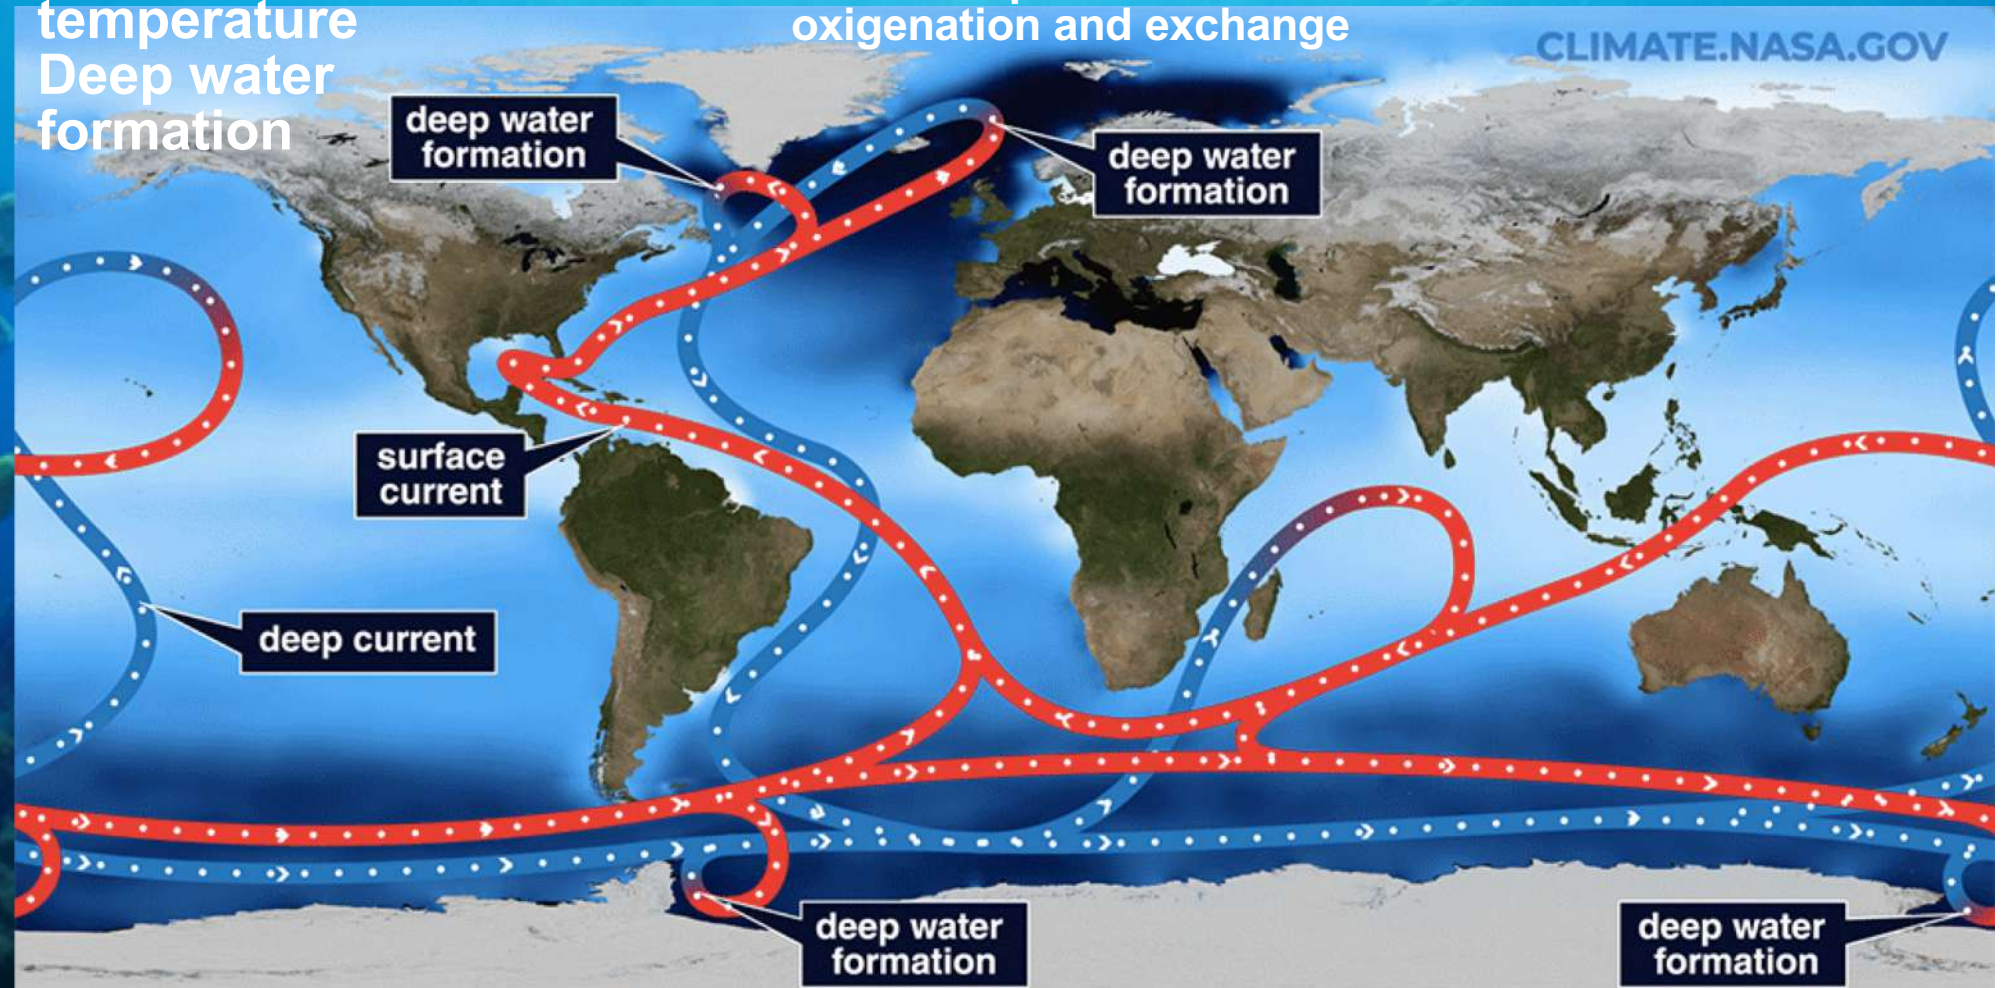 temperature
Deep water
formation
oxigenation and exchange
CLIMATE.NASA.GOV
deep water
formation
deep water
formation
surface
current
deep current
deep water
formation
deep water
formation